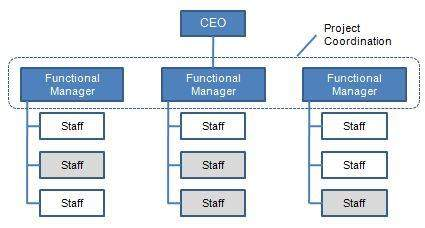 CEO
Project
Coordination
Functional
Manager
Functional
Manager
Functional
Manager
Staff
Staff
Staff
Staff
Staff
Staff
Staff
Staff
Staff